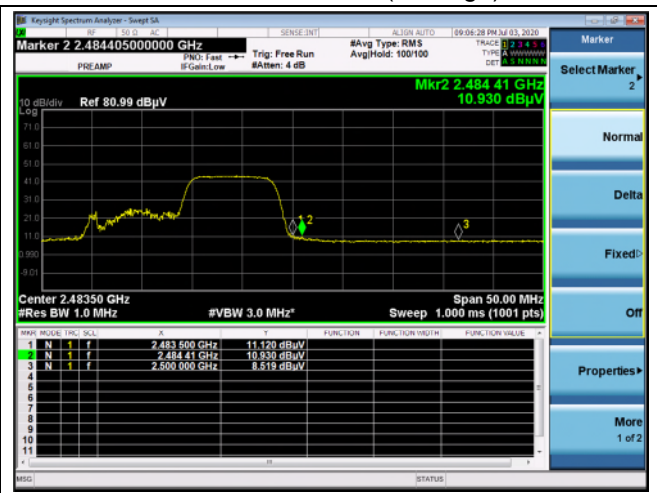 Keysight Spectrum Analyzer - Swept SA
RF 50 Ω AC SENSE:INT ALIGN AUTO 09:06:28 PM Jul 03, 2020
Marker 2 2.484405000000 GHz
PREAMP
PNO: Fast
IFGain:Low
Trig: Free Run
#Atten: 4 dB
#Avg Type: RMS
Avg|Hold: 100/100
TRACE 1 2 3 4 5 6
TYPE A WWWWW
DET A S N N N N
Mkr2 2.484 41 GHz
10.930 dBµV
10 dB/div Ref 80.99 dBµV
Log
71.0
61.0
51.0
41.0
31.0
21.0
11.0
0.990
-9.01
1 2
3
Center 2.48350 GHz Span 50.00 MHz
#Res BW 1.0 MHz #VBW 3.0 MHz* Sweep 1.000 ms (1001 pts)
MKR MODE TRC SCL X Y FUNCTION FUNCTION WIDTH FUNCTION VALUE
1 N 1 f 2.483 500 GHz 11.120 dBuV
2 N 1 f 2.484 41 GHz 10.930 dBuV
3 N 1 f 2.500 000 GHz 8.519 dBuV
4
5
6
7
8
9
10
11
MSG STATUS
Marker
Select Marker
2
Normal
Delta
Fixed
Off
Properties
More
1 of 2